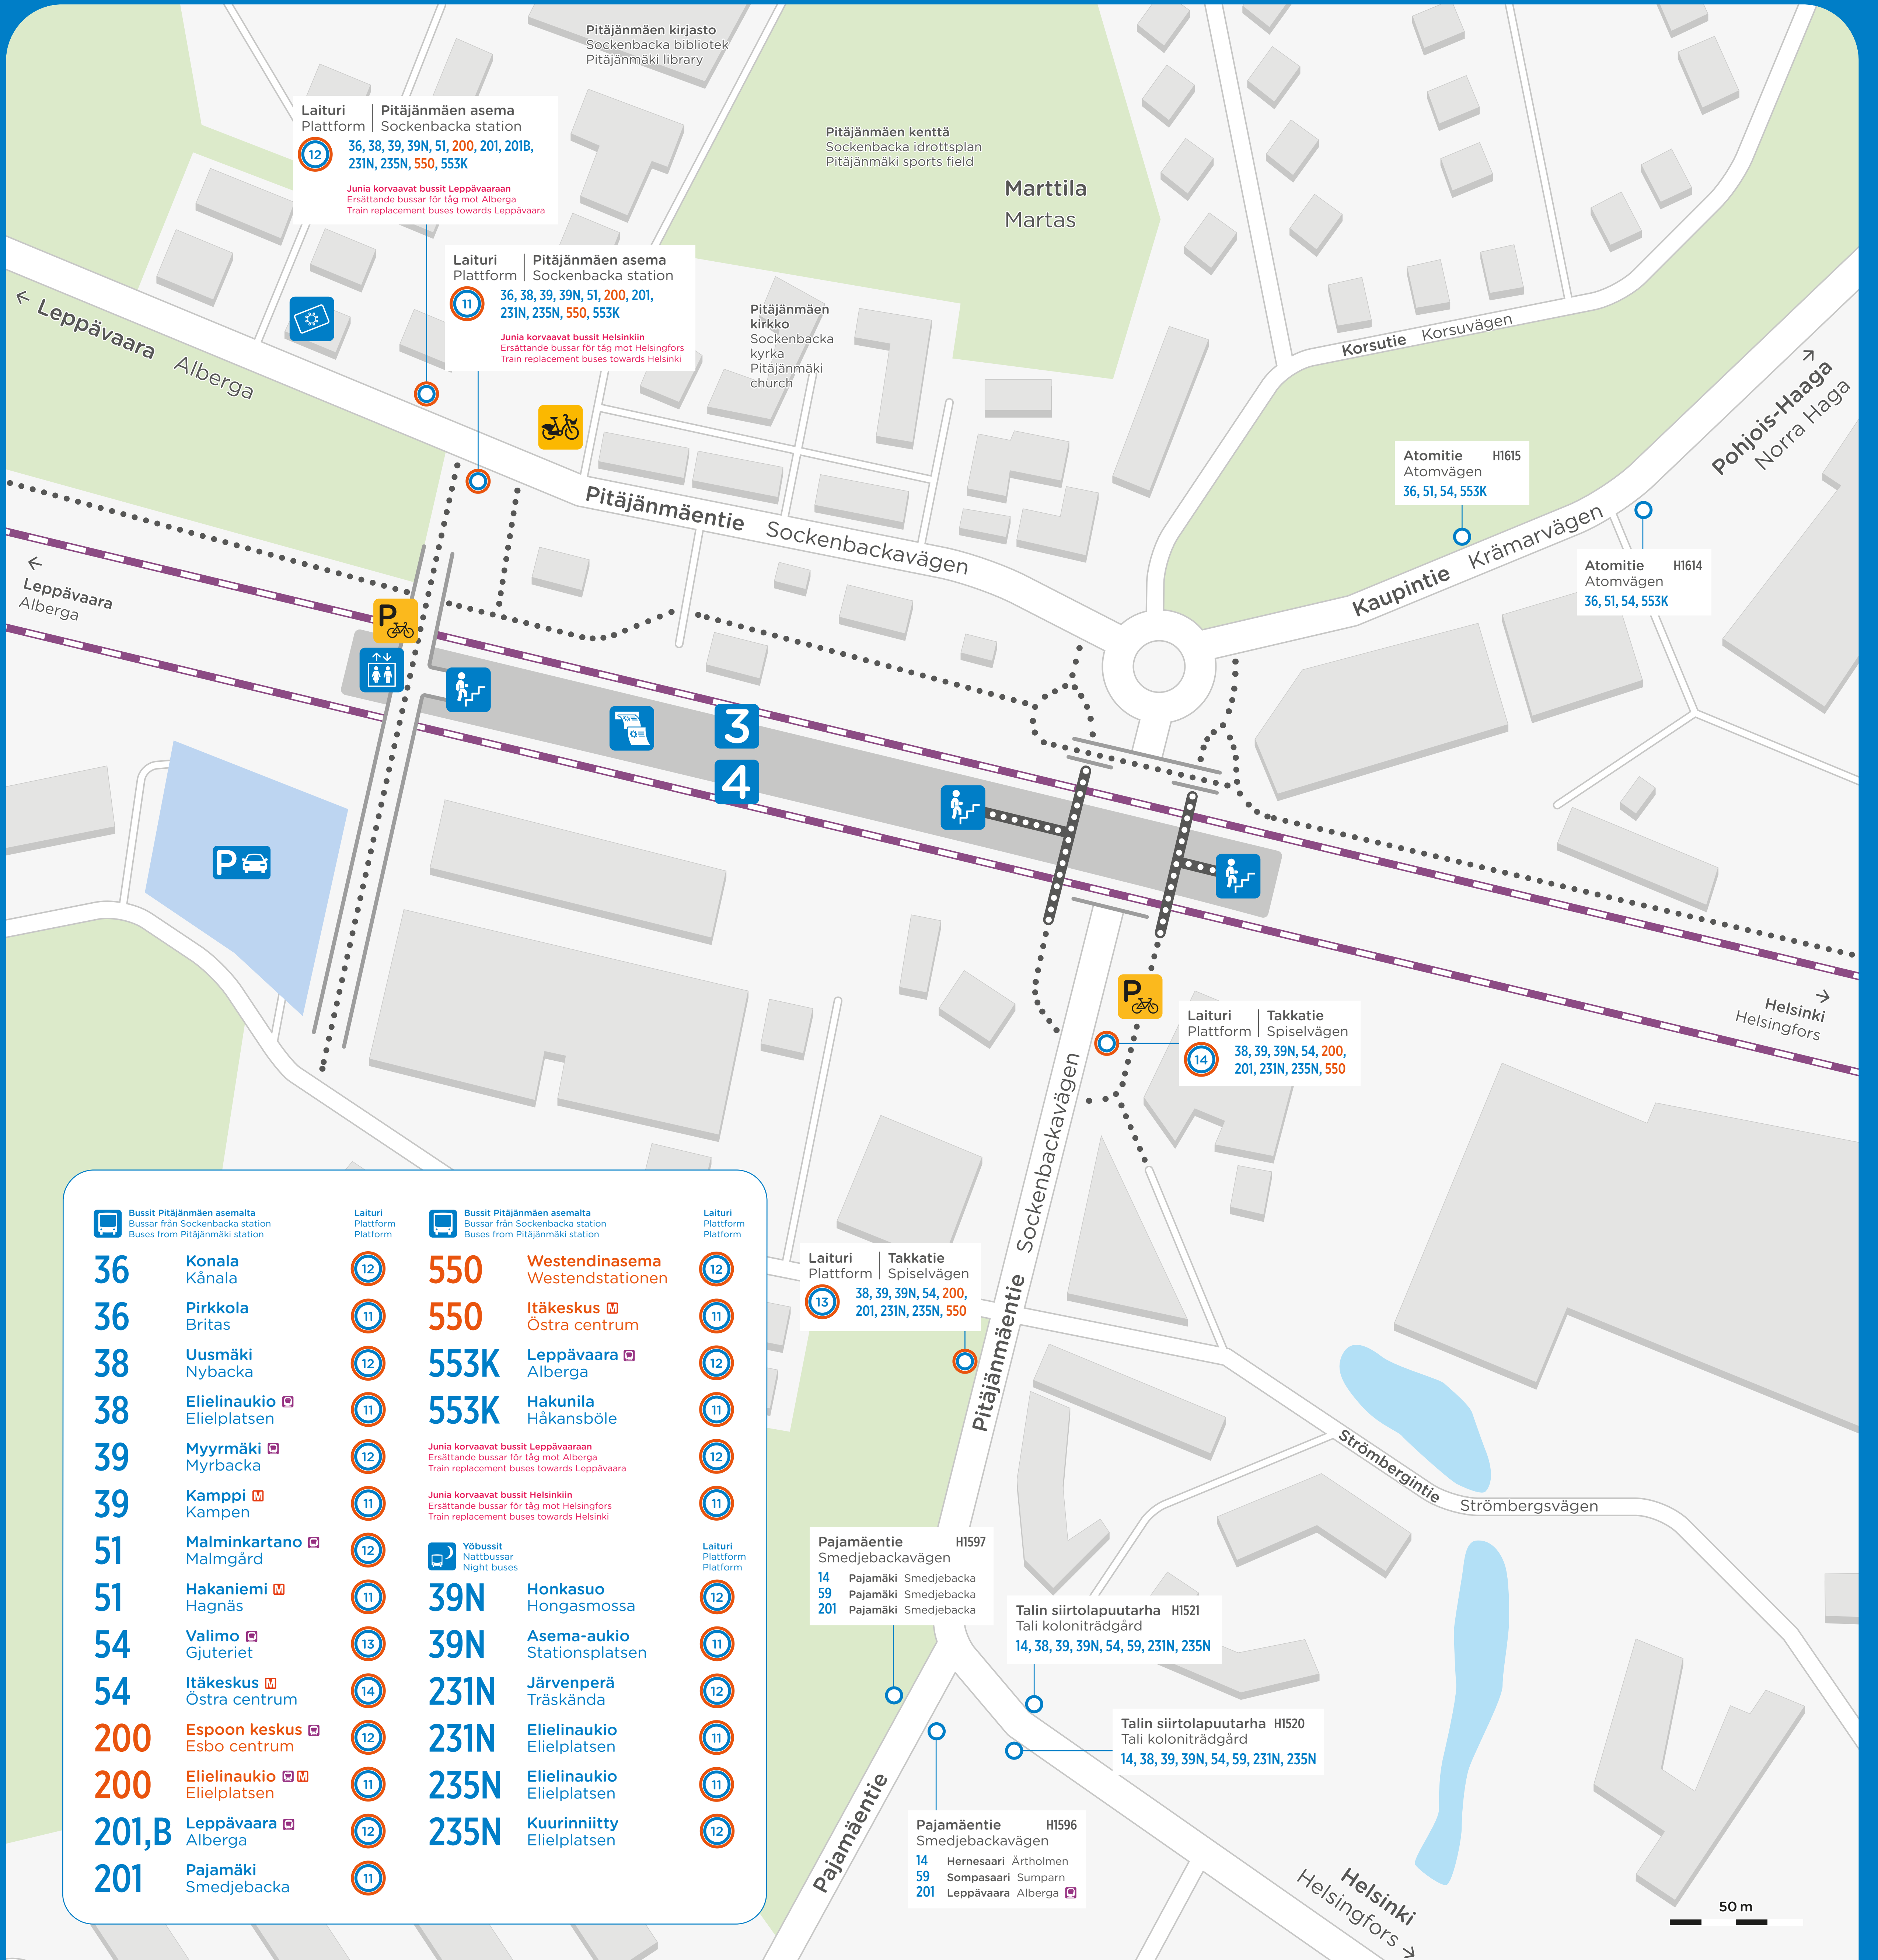 Pitäjänmäen kirjasto
Sockenbacka bibliotek
Pitäjänmäki library
Laituri
Plattform
Pitäjänmäen asema
Sockenbacka station
12
36, 38, 39, 39N, 51, 200, 201, 201B,
231N, 235N, 550, 553K
Junia korvaavat bussit Leppävaaraan
Ersättande bussar för tåg mot Alberga
Train replacement buses towards Leppävaara
Pitäjänmäen kenttä
Sockenbacka idrottsplan
Pitäjänmäki sports field
Marttila
Martas
Laituri
Plattform
Pitäjänmäen asema
Sockenbacka station
11
36, 38, 39, 39N, 51, 200, 201,
231N, 235N, 550, 553K
Junia korvaavat bussit Helsinkiin
Ersättande bussar för tåg mot Helsingfors
Train replacement buses towards Helsinki
Pitäjänmäen
kirkko
Sockenbacka
kyrka
Pitäjänmäki
church
← Leppävaara Alberga
Korsutie Korsuvägen
Pohjois-Haaga →
Norra Haga
Atomitie H1615
Atomvägen
36, 51, 54, 553K
Pitäjänmäentie Sockenbackavägen
Kaupintie Krämarvägen
Atomitie H1614
Atomvägen
36, 51, 54, 553K
←
Leppävaara
Alberga
P
3
4
P
P
→
Helsinki
Helsingfors
Laituri
Plattform
Takkatie
Spiselvägen
14
38, 39, 39N, 54, 200,
201, 231N, 235N, 550
Pitäjänmäentie Sockenbackavägen
Laituri
Plattform
Takkatie
Spiselvägen
13
38, 39, 39N, 54, 200,
201, 231N, 235N, 550
Strömbergintie Strömbergsvägen
Pajamäentie H1597
Smedjebackavägen
14 Pajamäki Smedjebacka
59 Pajamäki Smedjebacka
201 Pajamäki Smedjebacka
Talin siirtolapuutarha H1521
Tali koloniträdgård
14, 38, 39, 39N, 54, 59, 231N, 235N
Talin siirtolapuutarha H1520
Tali koloniträdgård
14, 38, 39, 39N, 54, 59, 231N, 235N
Pajamäentie
Pajamäentie H1596
Smedjebackavägen
14 Hernesaari Ärtholmen
59 Sompasaari Sumparn
201 Leppävaara Alberga
Helsinki
Helsingfors →
50 m
Bussit Pitäjänmäen asemalta
Bussar från Sockenbacka station
Buses from Pitäjänmäki station
Laituri
Plattform
Platform
36 Konala 12
Kånala
36 Pirkkola 11
Britas
38 Uusmäki 12
Nybacka
38 Elielinaukio 11
Elielplatsen
39 Myyrmäki 12
Myrbacka
39 Kamppi M 11
Kampen
51 Malminkartano 12
Malmgård
51 Hakaniemi M 11
Hagnäs
54 Valimo 13
Gjuteriet
54 Itäkeskus M 14
Östra centrum
200 Espoon keskus 12
Esbo centrum
200 Elielinaukio M 11
Elielplatsen
201,B Leppävaara 12
Alberga
201 Pajamäki 11
Smedjebacka
Bussit Pitäjänmäen asemalta
Bussar från Sockenbacka station
Buses from Pitäjänmäki station
Laituri
Plattform
Platform
550 Westendinasema 12
Westendstationen
550 Itäkeskus M 11
Östra centrum
553K Leppävaara 12
Alberga
553K Hakunila 11
Håkansböle
Junia korvaavat bussit Leppävaaraan
Ersättande bussar för tåg mot Alberga 12
Train replacement buses towards Leppävaara
Junia korvaavat bussit Helsinkiin
Ersättande bussar för tåg mot Helsingfors 11
Train replacement buses towards Helsinki
Yöbussit
Nattbussar
Night buses
Laituri
Plattform
Platform
39N Honkasuo 12
Hongasmossa
39N Asema-aukio 11
Stationsplatsen
231N Järvenperä 12
Träskända
231N Elielinaukio 11
Elielplatsen
235N Elielinaukio 11
Elielplatsen
235N Kuurinniitty 12
Elielplatsen